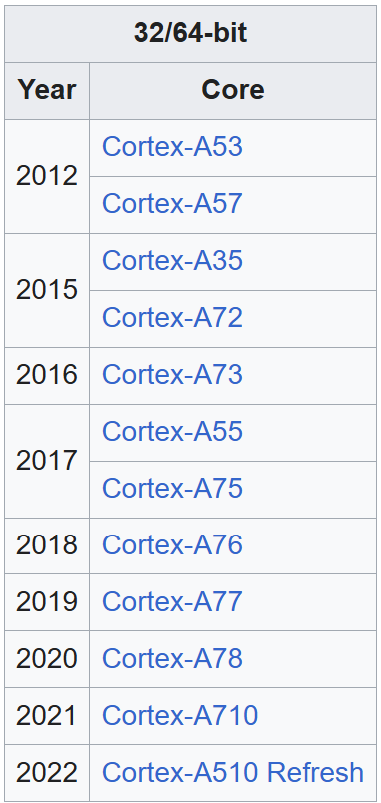 32/64-bit
Year Core
2012 Cortex-A53
Cortex-A57
2015 Cortex-A35
Cortex-A72
2016 Cortex-A73
2017 Cortex-A55
Cortex-A75
2018 Cortex-A76
2019 Cortex-A77
2020 Cortex-A78
2021 Cortex-A710
2022 Cortex-A510 Refresh